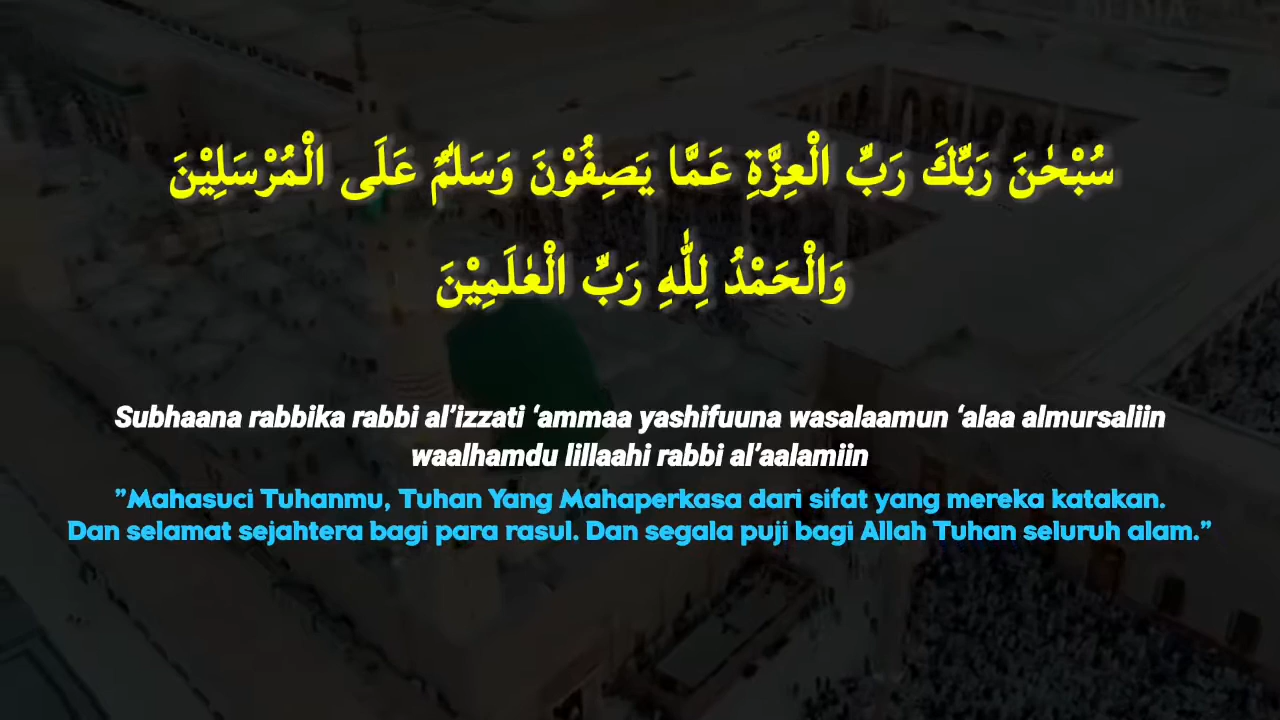 سُبْحٰنَ رَبِّكَ رَبِّ الْعِزَّةِ عَمَّا يَصِفُوْنَ وَسَلٰمٌ عَلَى الْمُرْسَلِيْنَ
وَالْحَمْدُ لِلّٰهِ رَبِّ الْعٰلَمِيْنَ
Subhaana rabbika rabbi al’izzati ‘ammaa yashifuuna wasalaamun ‘alaa almursaliin
waalhamdu lillaahi rabbi al’aalamiin
”Mahasuci Tuhanmu, Tuhan Yang Mahaperkasa dari sifat yang mereka katakan.
Dan selamat sejahtera bagi para rasul. Dan segala puji bagi Allah Tuhan seluruh alam.”